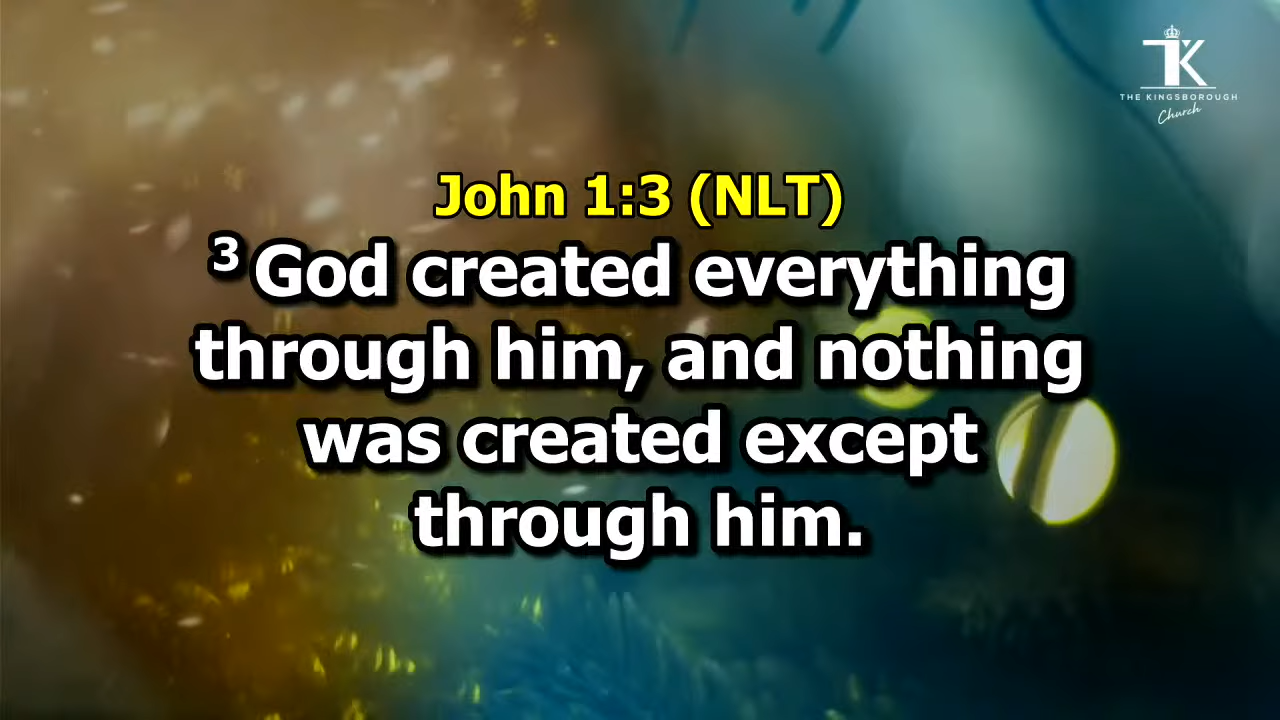 TK
THE KINGSBOROUGH
Church
John 1:3 (NLT)
3 God created everything
through him, and nothing
was created except
through him.